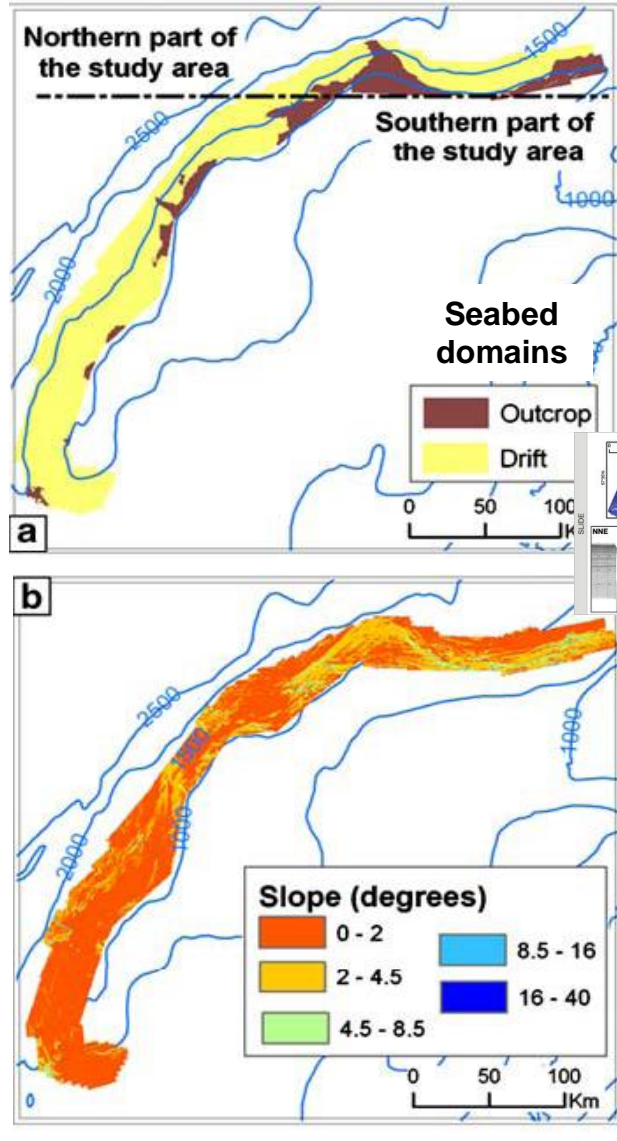 Northern part of
the study area
1500
2500
Southern part of
the study area
1000
2000
Seabed
domains
Outcrop
Drift
0 50 100
SLIDE
NNE
a
b
2500
1500
1000
1000
2000
Slope (degrees)
0 - 2
2 - 4.5
4.5 - 8.5
8.5 - 16
16 - 40
0 50 100
Km
0